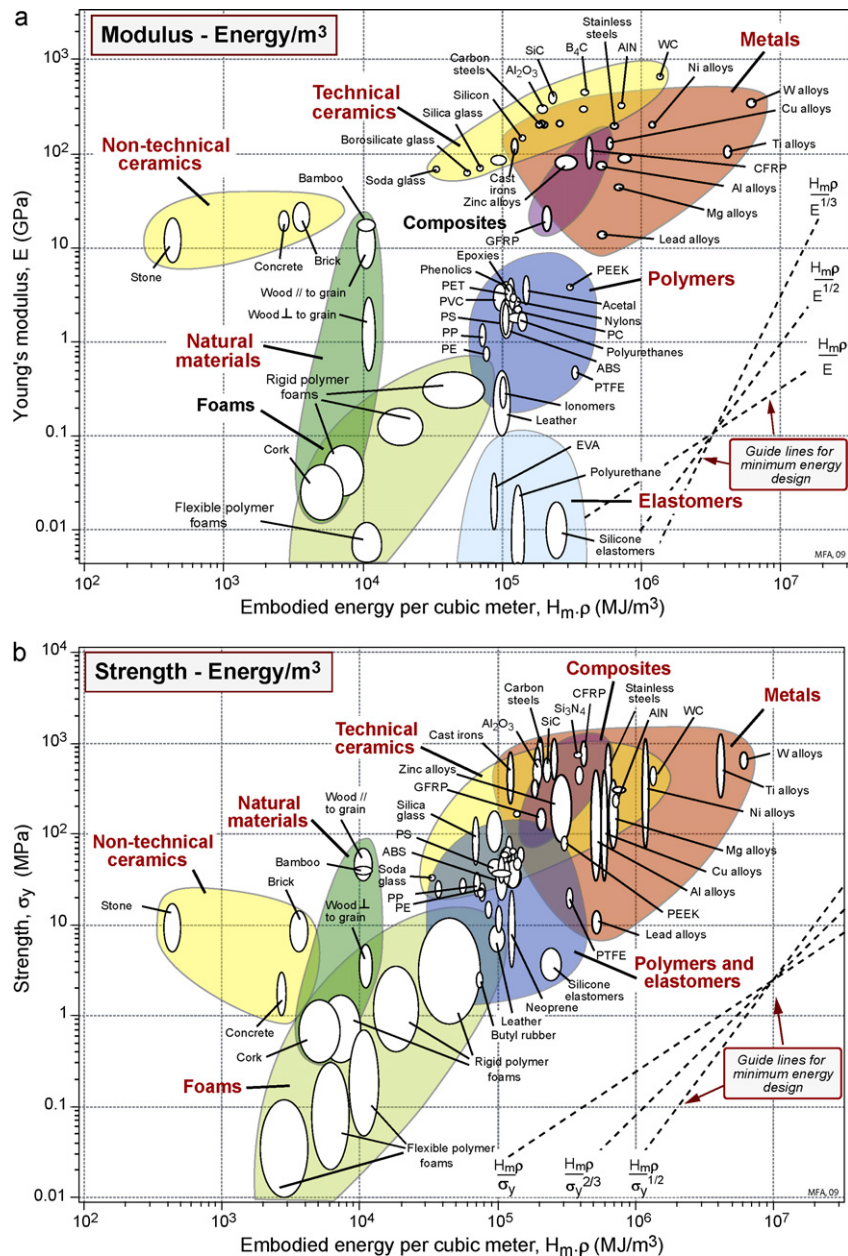 a
Modulus - Energy/m³
10³
100
10
1
0.1
0.01
Young's modulus, E (GPa)
10²
10³
10⁴
10⁵
10⁶
10⁷
Embodied energy per cubic meter, Hm.ρ (MJ/m³)
Stainless
steels
Carbon
steels
SiC
Al₂O₃
B₄C
AlN
WC
Metals
Ni alloys
W alloys
Cu alloys
Ti alloys
CFRP
Al alloys
Mg alloys
Lead alloys
Technical
ceramics
Silicon
Silica glass
Borosilicate glass
Soda glass
Cast
irons
Zinc alloys
Composites
GFRP
Non-technical
ceramics
Stone
Concrete
Brick
Bamboo
Wood // to grain
Wood ⊥ to grain
Natural
materials
Rigid polymer
foams
Foams
Cork
Flexible polymer
foams
Epoxies
Phenolics
PET
PVC
PS
PP
PE
PEEK
Polymers
Acetal
Nylons
PC
Polyurethanes
ABS
PTFE
Ionomers
Leather
EVA
Polyurethane
Elastomers
Silicone
elastomers
Hmρ
E1/3
Hmρ
E1/2
Hmρ
E
Guide lines for
minimum energy
design
MFA, 09
b
Strength - Energy/m³
10⁴
10³
100
10
1
0.1
0.01
Strength, σy (MPa)
10²
10³
10⁴
10⁵
10⁶
10⁷
Embodied energy per cubic meter, Hm.ρ (MJ/m³)
Composites
Carbon
steels
CFRP
Stainless
steels
Si₃N₄
AlN
Al₂O₃
SiC
WC
Metals
Technical
ceramics
Cast irons
Zinc alloys
GFRP
W alloys
Ti alloys
Ni alloys
Mg alloys
Cu alloys
Al alloys
PEEK
Lead alloys
Natural
materials
Wood //
to grain
Silica
glass
PS
ABS
Bamboo
Soda
glass
PP
PE
Wood ⊥
to grain
Non-technical
ceramics
Stone
Brick
Concrete
Cork
PTFE
Polymers and
elastomers
Silicone
elastomers
Neoprene
Leather
Butyl rubber
Rigid polymer
foams
Foams
Flexible polymer
foams
Guide lines for
minimum energy
design
Hmρ
σy
Hmρ
σy2/3
Hmρ
σy1/2
MFA, 09